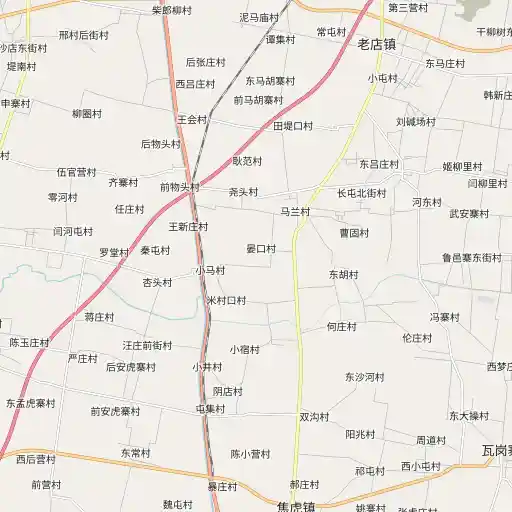 柴郎柳村
泥马庙村
第三营村
邢村后街村
谭集村
常屯村
干柳树东
沙店东街村
老店镇
堤南村
后张庄村
东马庄村
小屯村
西吕庄村
东马胡寨村
申寨村
前马胡寨村
韩新庄
柳圈村
王会村
田堤口村
刘碱场村
后物头村
村
耿范村
东吕庄村
姬柳里村
伍官营村
齐寨村
前物头村
尧头村
长屯北街村
闫柳里村
零河村
河东村
任庄村
马兰村
武安寨村
闫河屯村
王新庄村
曹固村
罗堂村
秦屯村
晏口村
鲁邑寨东街村
小马村
东胡村
杏头村
米村口村
蒋庄村
冯寨村
何庄村
伦庄村
陈玉庄村
汪庄前街村
小宿村
严庄村
后安虎寨村
小井村
西梦庄
东沙河村
阴店村
东孟虎寨村
前安虎寨村
屯集村
双沟村
东大操村
阳兆村
周道村
瓦岗寨
东常村
陈小营村
西后营村
西小屯村
祁屯村
前营村
暴庄村
郝庄村
魏屯村
焦虎镇
姚寨村
张虎庄村